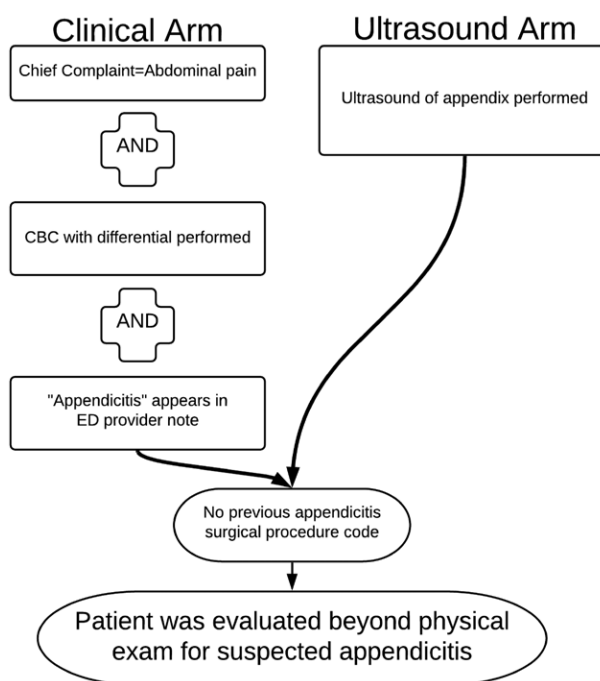 Clinical Arm
Chief Complaint=Abdominal pain
AND
CBC with differential performed
AND
"Appendicitis" appears in
ED provider note
Ultrasound Arm
Ultrasound of appendix performed
No previous appendicitis
surgical procedure code
Patient was evaluated beyond physical
exam for suspected appendicitis